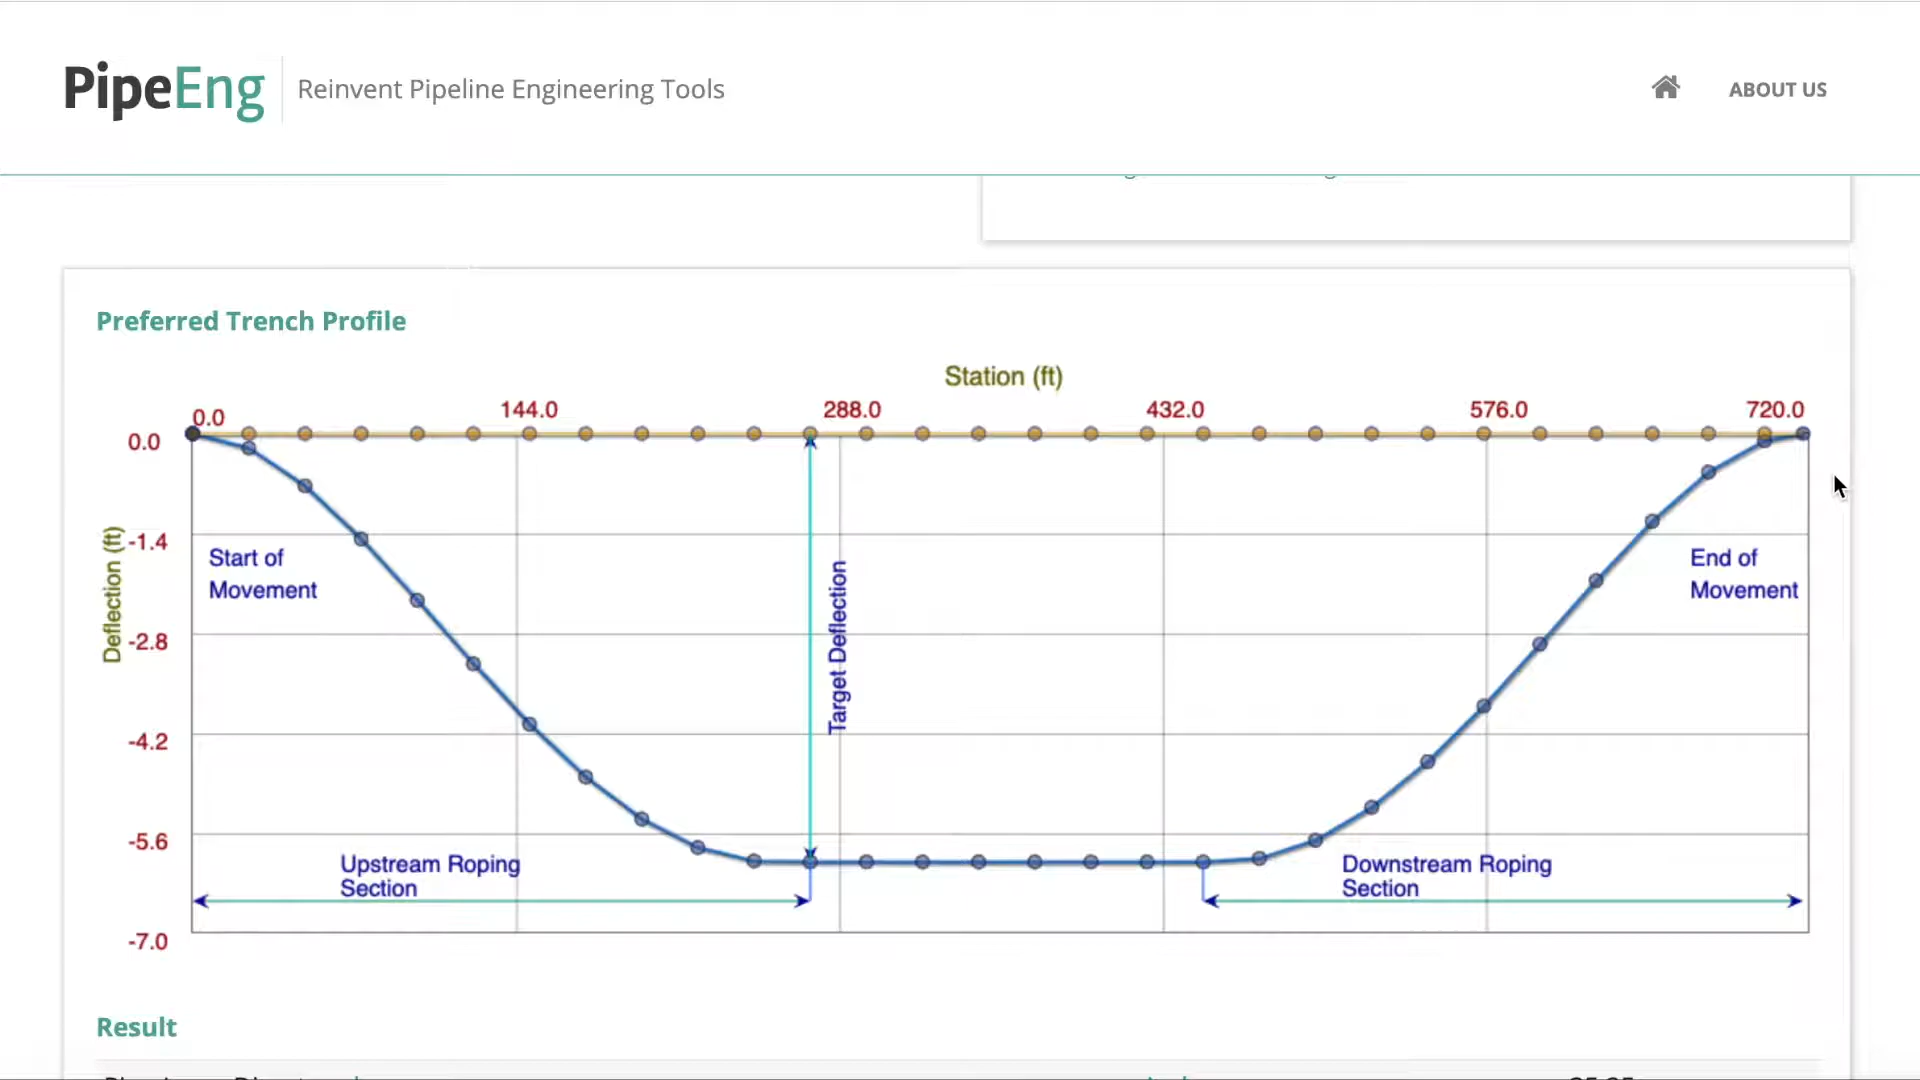 PipeEng
Reinvent Pipeline Engineering Tools
ABOUT US
Preferred Trench Profile
Station (ft)
0.0
144.0
288.0
432.0
576.0
720.0
0.0
-1.4
-2.8
-4.2
-5.6
-7.0
Deflection (ft)
Start of
Movement
Target Deflection
End of
Movement
Upstream Roping
Section
Downstream Roping
Section
Result